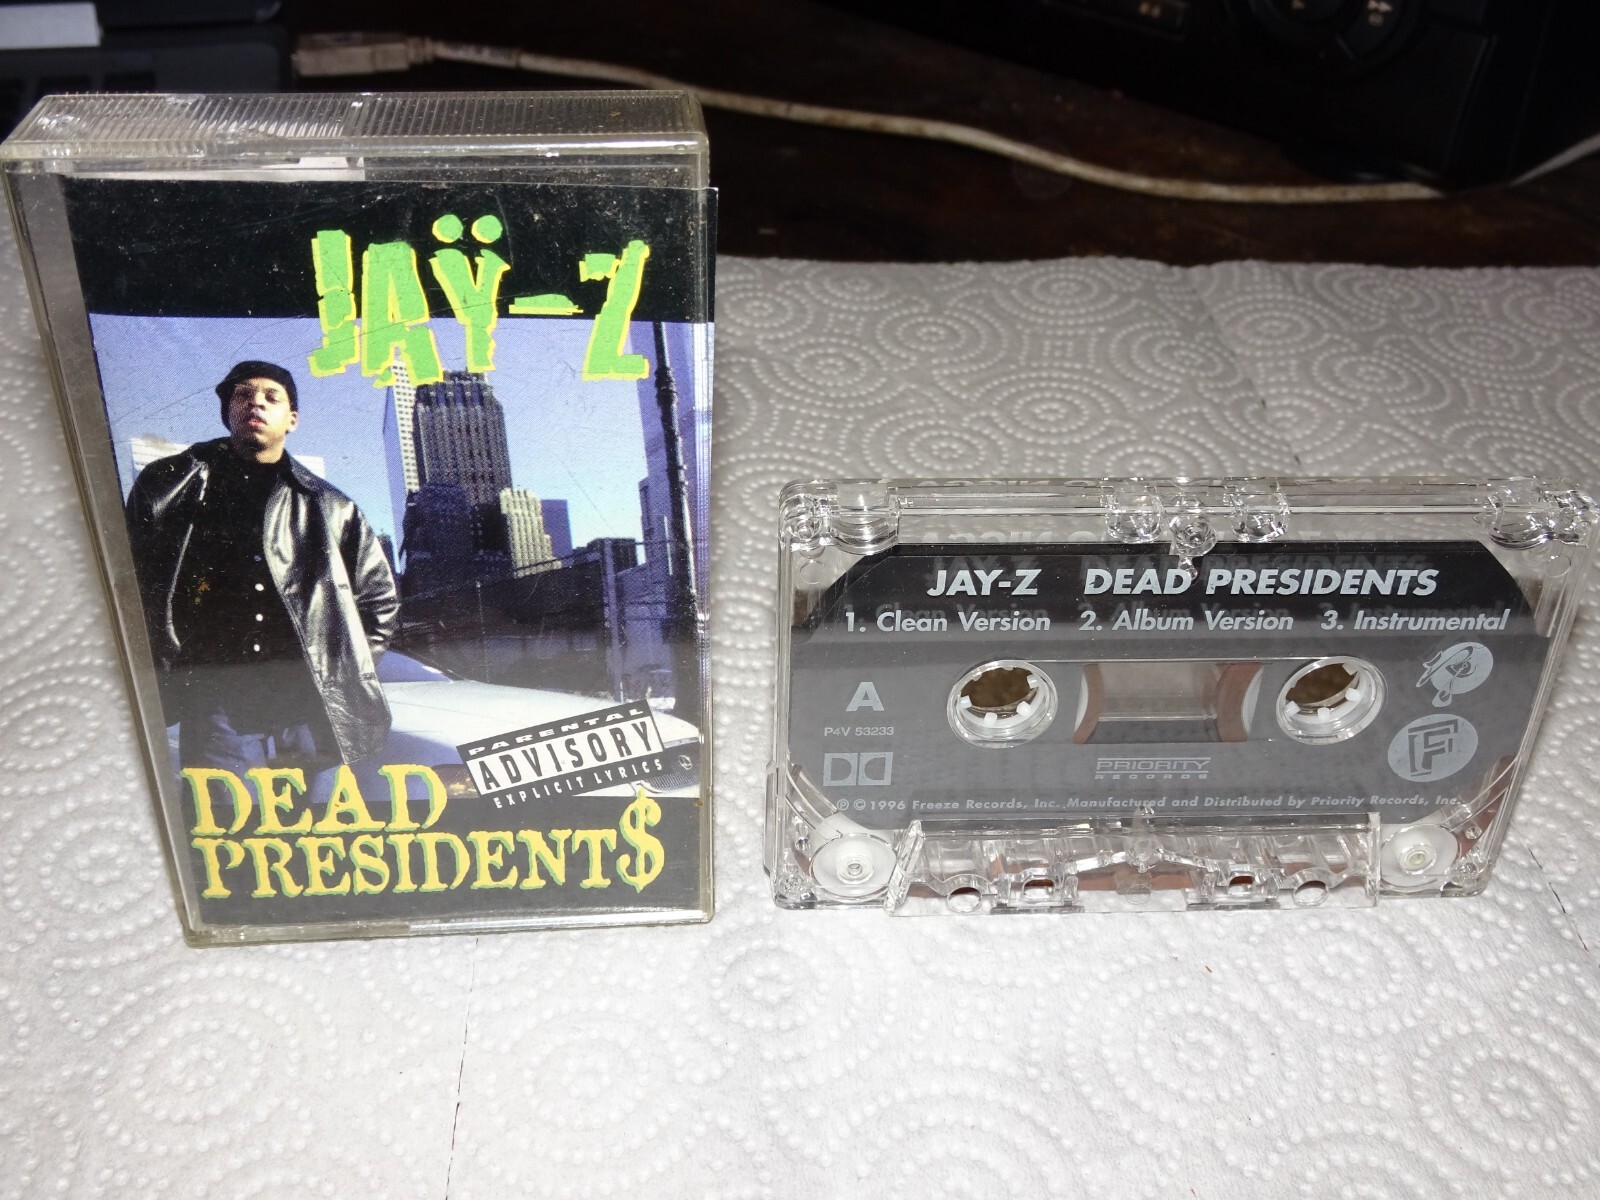 JAŸ-Z
PARENTAL
ADVISORY
EXPLICIT LYRICS
DEAD
PRESIDENT$
JAY-Z DEAD PRESIDENTS
1. Clean Version 2. Album Version 3. Instrumental
A
P4V 53233
F
PRIORITY
RECORDS
℗ © 1996 Freeze Records, Inc. Manufactured and Distributed by Priority Records, Inc.